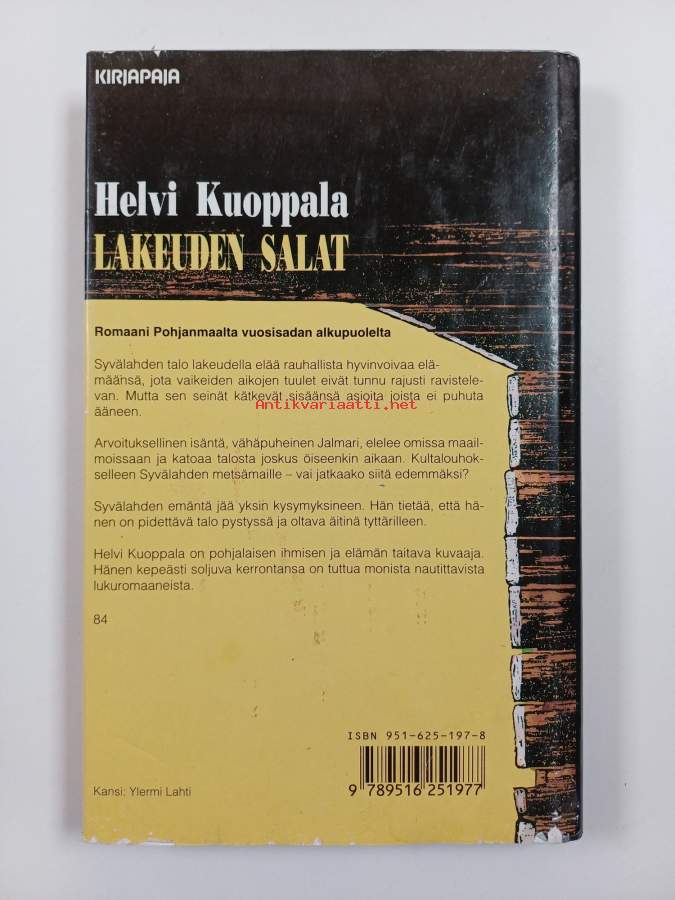 KIRJAPAJA
Helvi Kuoppala
LAKEUDEN SALAT
Romaani Pohjanmaalta vuosisadan alkupuolelta
Syvälahden talo lakeudella elää rauhallista hyvinvoivaa elä-
määnsä, jota vaikeiden aikojen tuulet eivät tunnu rajusti ravistele-
van. Mutta sen seinät kätkevät sisäänsä asioita joista ei puhuta
ääneen.
Antikvariaatti.net
Arvoituksellinen isäntä, vähäpuheinen Jalmari, elelee omissa maail-
moissaan ja katoaa talosta joskus öiseenkin aikaan. Kultalouhok-
selleen Syvälahden metsämaille – vai jatkaako siitä edemmäksi?
Syvälahden emäntä jää yksin kysymyksineen. Hän tietää, että hä-
nen on pidettävä talo pystyssä ja oltava äitinä tyttärilleen.
Helvi Kuoppala on pohjalaisen ihmisen ja elämän taitava kuvaaja.
Hänen kepeästi soljuva kerrontansa on tuttua monista nautittavista
lukuromaaneista.
84
ISBN 951-625-197-8
9 789516 251977
Kansi: Ylermi Lahti